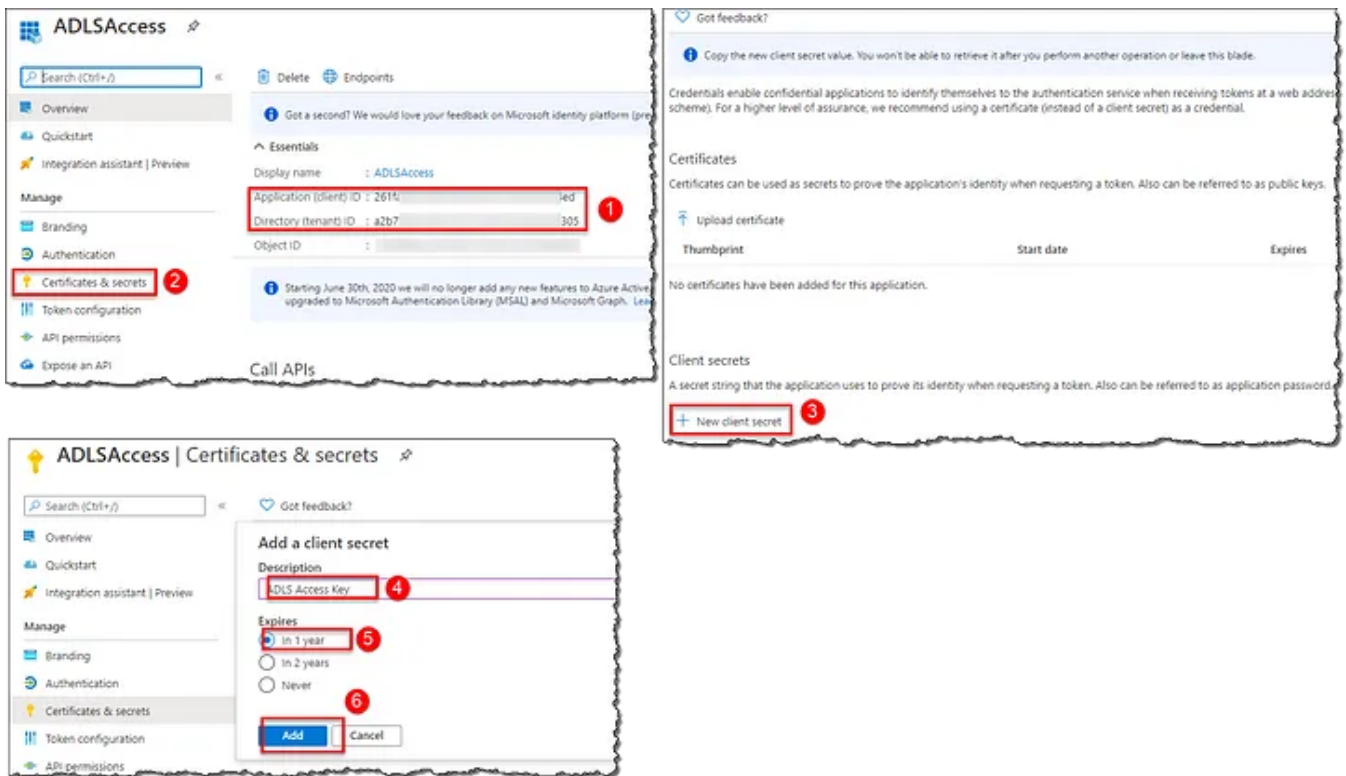 ADLSAccess
Search (Ctrl+/)
«
Overview
Quickstart
Integration assistant | Preview
Manage
Branding
Authentication
Certificates & secrets
2
Token configuration
API permissions
Expose an API
Delete
Endpoints
Got a second? We would love your feedback on Microsoft identity platform (pre
Essentials
Display name : ADLSAccess
Application (client) ID : 261f
Directory (tenant) ID : a2b7 305
1
Object ID :
Starting June 30th, 2020 we will no longer add any new features to Azure Active
upgraded to Microsoft Authentication Library (MSAL) and Microsoft Graph. Lea
Call APIs
Got feedback?
Copy the new client secret value. You won't be able to retrieve it after you perform another operation or leave this blade.
Credentials enable confidential applications to identify themselves to the authentication service when receiving tokens at a web addres
scheme). For a higher level of assurance, we recommend using a certificate (instead of a client secret) as a credential.
Certificates
Certificates can be used as secrets to prove the application's identity when requesting a token. Also can be referred to as public keys.
Upload certificate
Thumbprint Start date Expires
No certificates have been added for this application.
Client secrets
A secret string that the application uses to prove its identity when requesting a token. Also can be referred to as application password.
+ New client secret
3
ADLSAccess | Certificates & secrets
Search (Ctrl+/)
«
Overview
Quickstart
Integration assistant | Preview
Manage
Branding
Authentication
Certificates & secrets
Token configuration
API permissions
Got feedback?
Add a client secret
Description
ADLS Access Key
4
Expires
In 1 year
5
In 2 years
Never
6
Add
Cancel